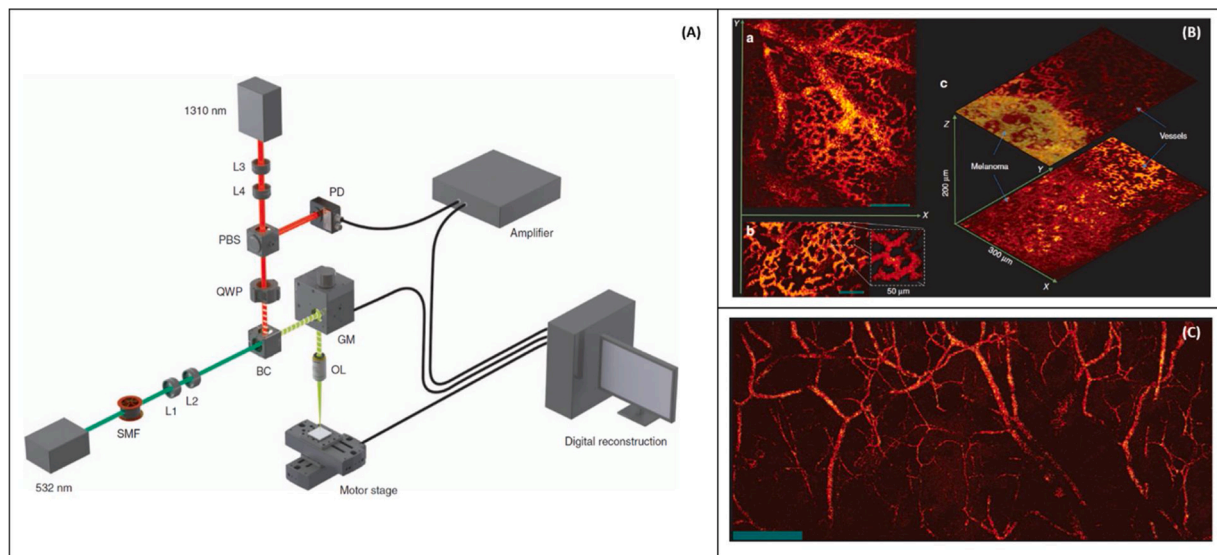 (A)
1310 nm
L3
L4
PD
PBS
Amplifier
QWP
GM
BC
OL
L1
L2
SMF
Digital reconstruction
532 nm
Motor stage
(B)
Y
a
X
b
50 µm
c
Z
Vessels
Melanoma
Y
200 µm
300 µm
X
(C)